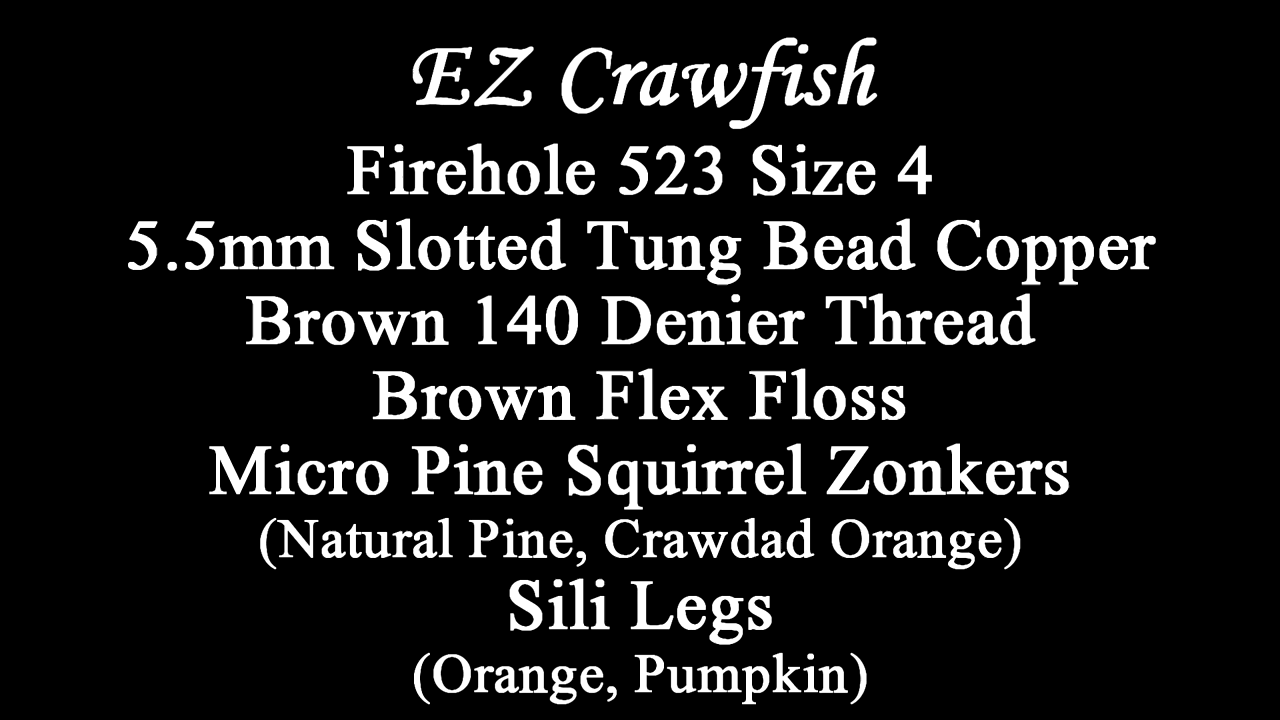 EZ Crawfish
Firehole 523 Size 4
5.5mm Slotted Tung Bead Copper
Brown 140 Denier Thread
Brown Flex Floss
Micro Pine Squirrel Zonkers
(Natural Pine, Crawdad Orange)
Sili Legs
(Orange, Pumpkin)